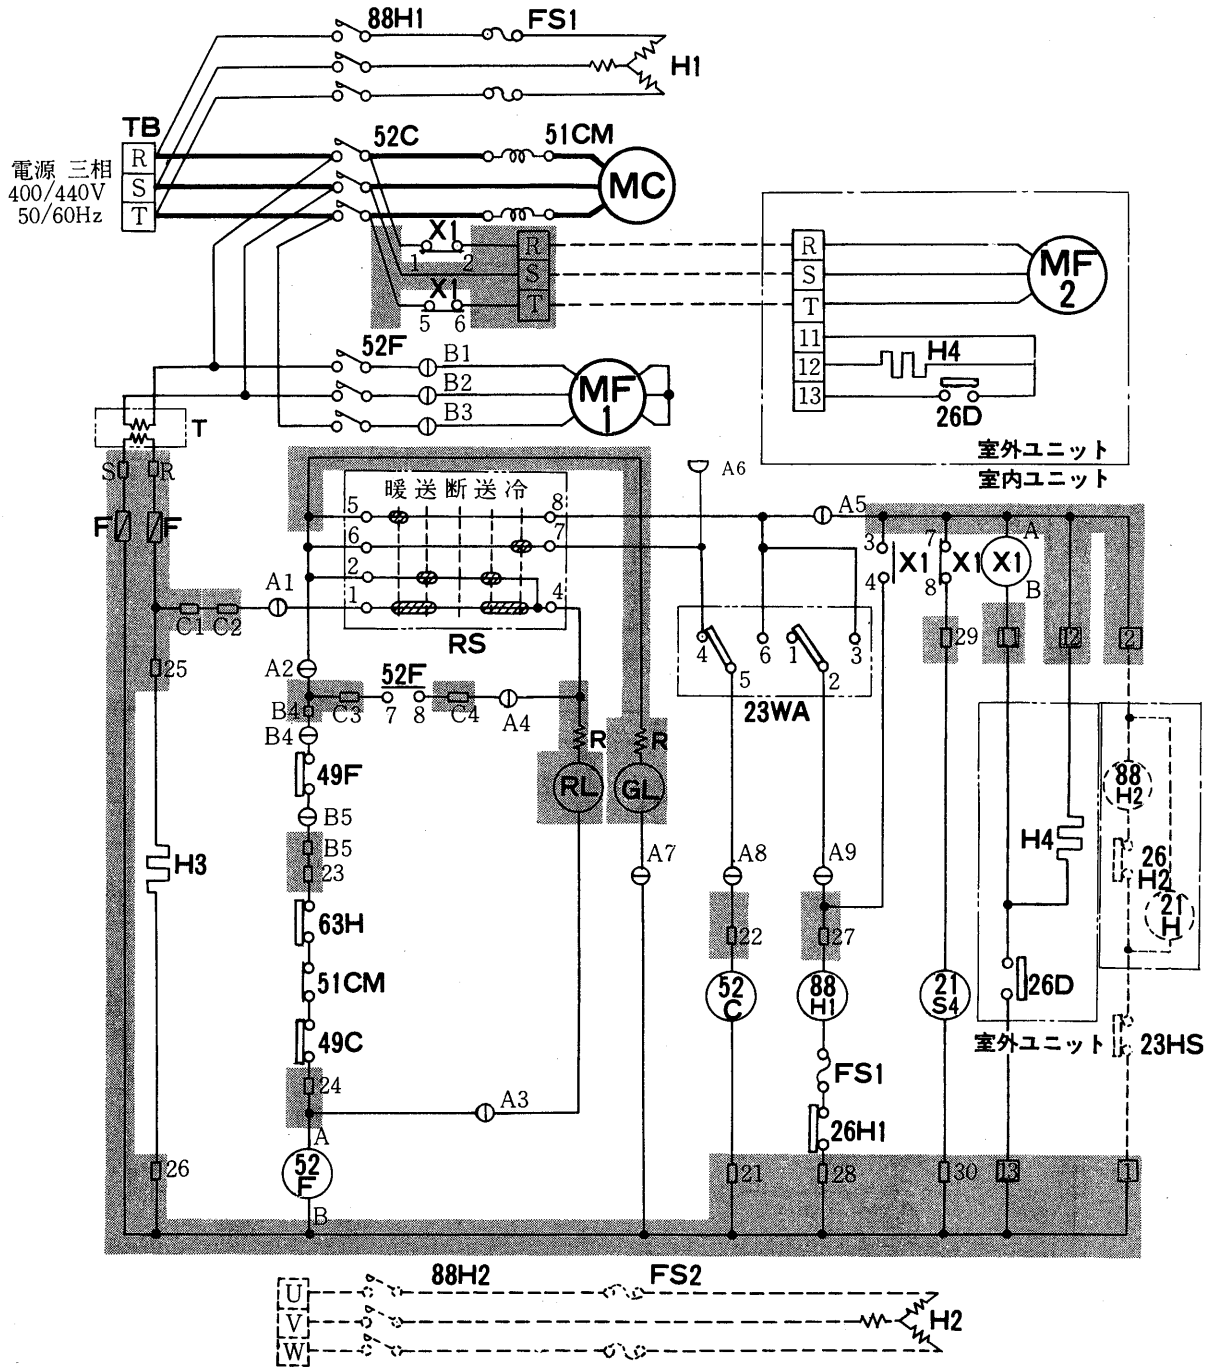 88H1
FS1
H1
TB
52C
51CM
R
S
T
電源 三相
400/440V
50/60Hz
MC
X1
1
2
R
S
T
X1
5
6
R
S
T
11
12
13
MF
2
H4
26D
室外ユニット
室内ユニット
52F
B1
B2
B3
MF
1
T
S
R
F
F
暖 送 断 送 冷
5
8
6
7
2
1
4
RS
A6
A5
A1
C1
C2
25
A2
B4
C3
52F
7
8
C4
A4
B4
49F
B5
B5
23
63H
51CM
49C
24
A3
A
52
F
B
H3
26
R
RL
R
GL
A7
4
5
6
1
2
3
23WA
3
4
X1
7
8
X1
A
X1
B
29
11
12
2
A8
A9
22
27
52
C
88
H1
FS1
26H1
21
S4
H4
26D
室外ユニット
88
H2
26
H2
21
H
23HS
21
28
30
13
1
88H2
FS2
U
V
W
H2